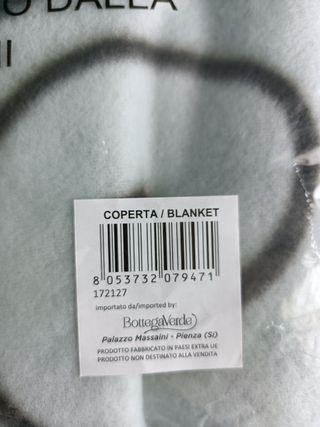 DALLA
COPERTA / BLANKET
8 053732 079471
172127
importato da/imported by:
BottegaVerde
Palazzo Massaini - Pienza (Si)
PRODOTTO FABBRICATO IN PAESI EXTRA UE
PRODOTTO NON DESTINATO ALLA VENDITA